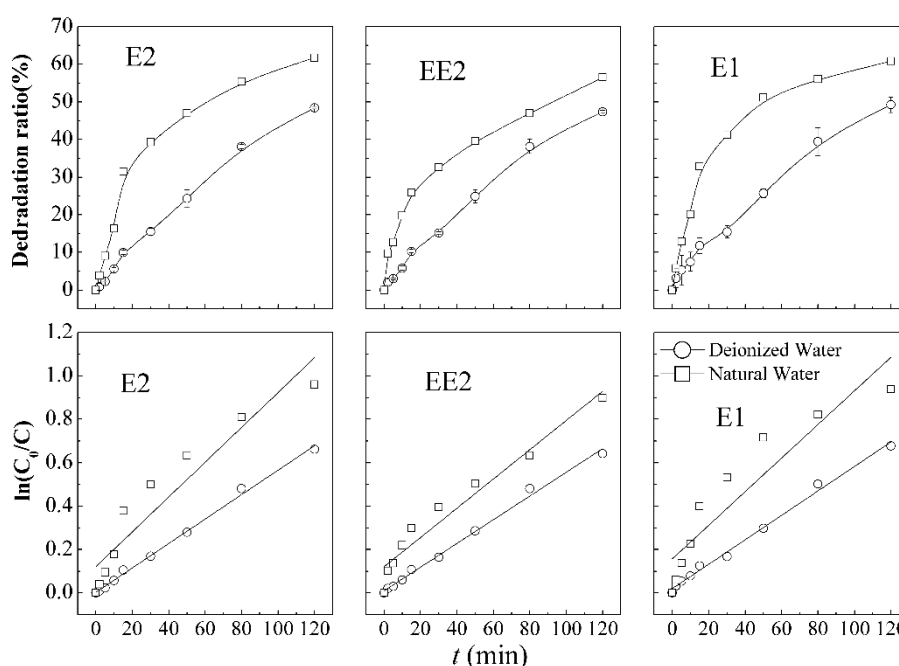 Dedradation ratio(%)
70
60
50
40
30
20
10
0
E2
EE2
E1
ln(C0/C)
1.2
1.0
0.8
0.6
0.4
0.2
0.0
E2
EE2
Deionized Water
Natural Water
E1
0 20 40 60 80 100 120
0 20 40 60 80 100 120
0 20 40 60 80 100 120
t (min)